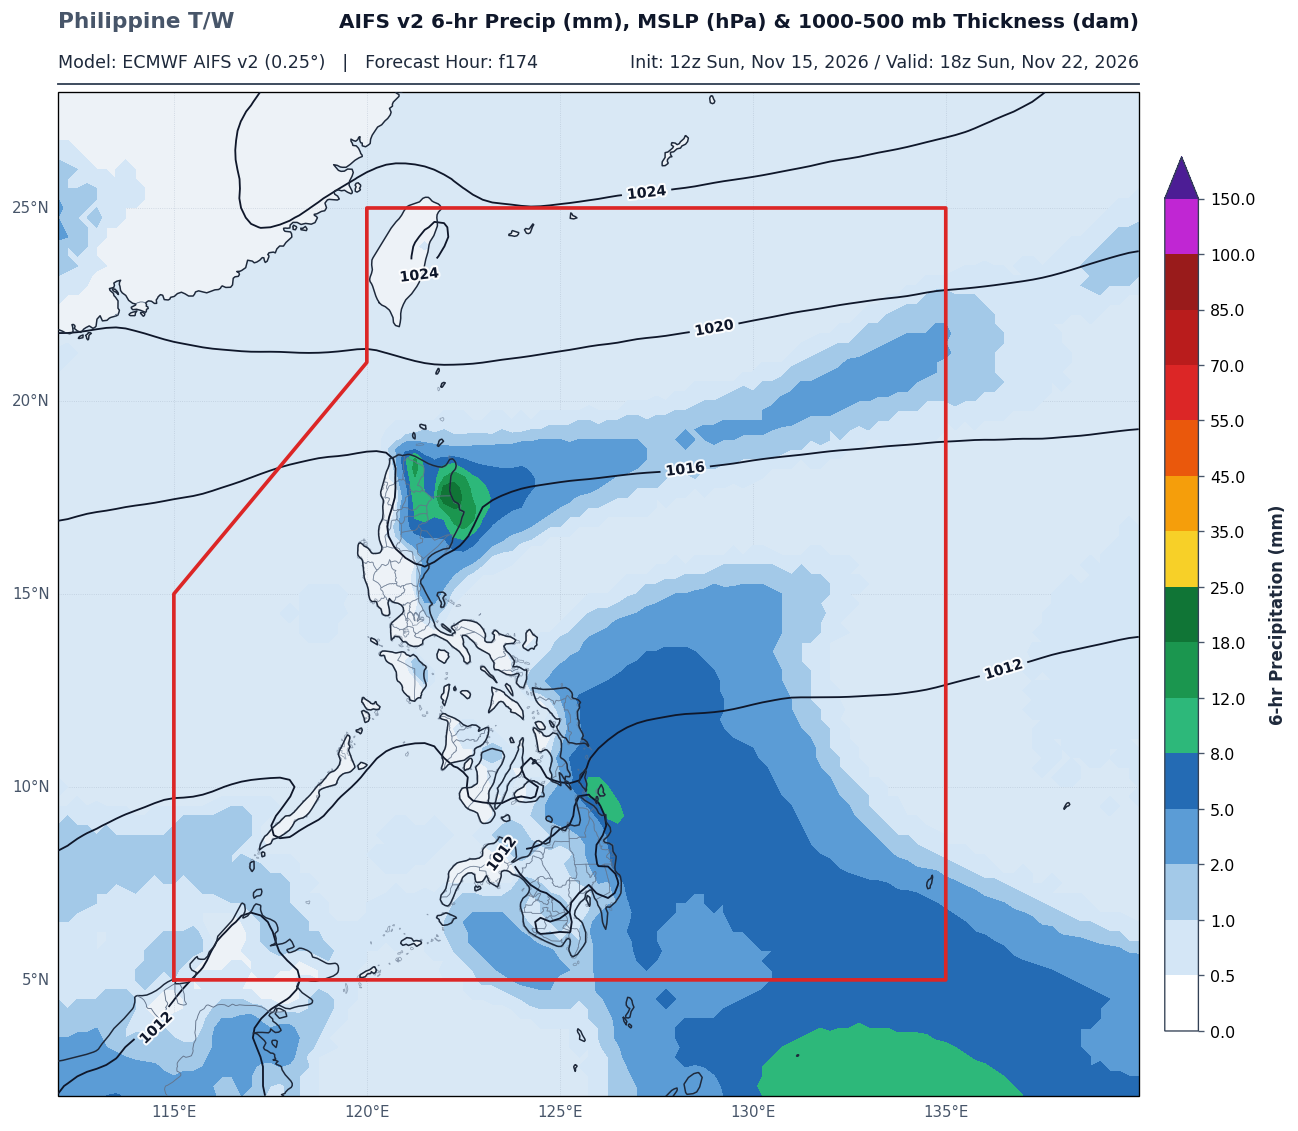 Philippine T/W
AIFS v2 6-hr Precip (mm), MSLP (hPa) & 1000-500 mb Thickness (dam)
Model: ECMWF AIFS v2 (0.25°) | Forecast Hour: f174
Init: 12z Sun, Nov 15, 2026 / Valid: 18z Sun, Nov 22, 2026
25°N
20°N
15°N
10°N
5°N
115°E
120°E
125°E
130°E
135°E
1024
1024
1020
1016
1012
1012
1012
150.0
100.0
85.0
70.0
55.0
45.0
35.0
25.0
18.0
12.0
8.0
5.0
2.0
1.0
0.5
0.0
6-hr Precipitation (mm)